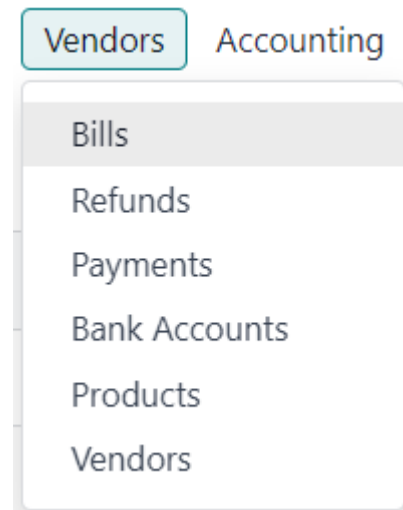 Vendors Accounting
Bills
Refunds
Payments
Bank Accounts
Products
Vendors